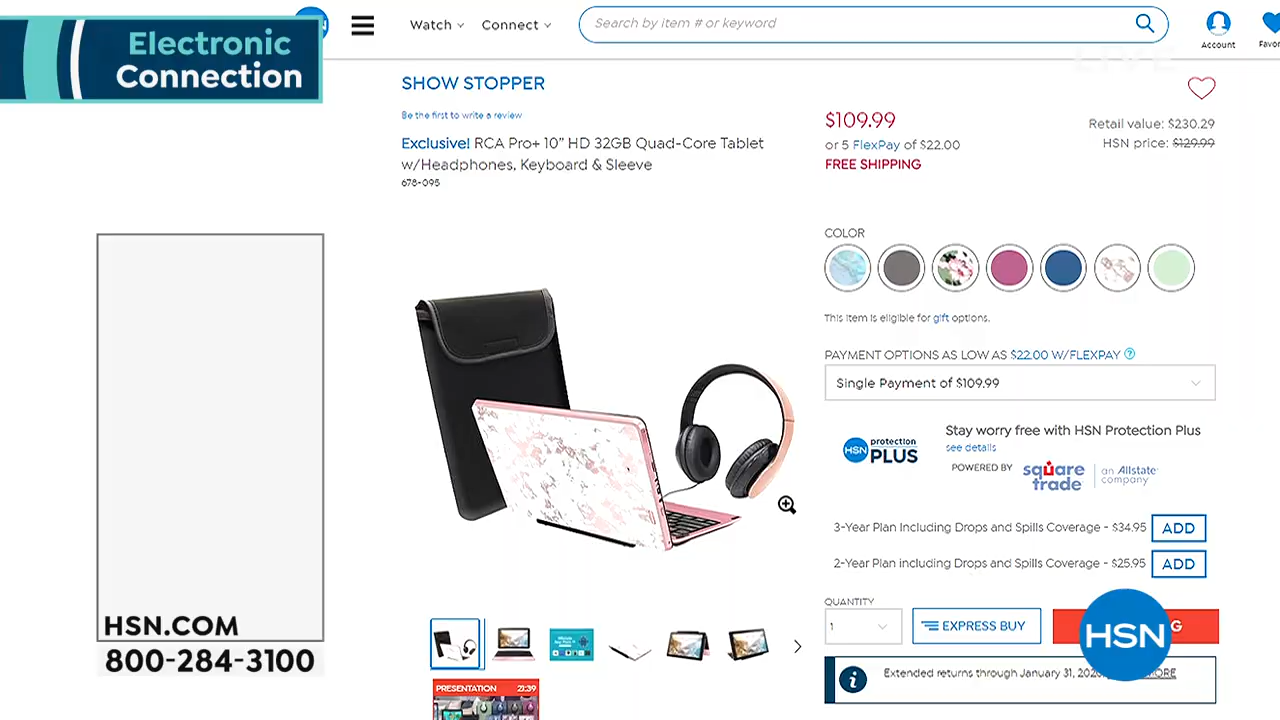 Electronic
Connection
Watch
Connect
Search by item # or keyword
Account
LIVE
SHOW STOPPER
Be the first to write a review
Exclusive! RCA Pro+ 10" HD 32GB Quad-Core Tablet
w/Headphones, Keyboard & Sleeve
678-095
$109.99
or 5 FlexPay of $22.00
FREE SHIPPING
Retail value: $230.29
HSN price: $129.99
COLOR
This item is eligible for gift options.
PAYMENT OPTIONS AS LOW AS $22.00 W/FLEXPAY ?
Single Payment of $109.99
HSN protection PLUS
Stay worry free with HSN Protection Plus
see details
POWERED BY square trade an Allstate company
3-Year Plan Including Drops and Spills Coverage - $34.95 ADD
2-Year Plan including Drops and Spills Coverage - $25.95 ADD
QUANTITY
1
EXPRESS BUY
HSN
Extended returns through January 31, 2020.
PRESENTATION 21:39
HSN.COM
800-284-3100